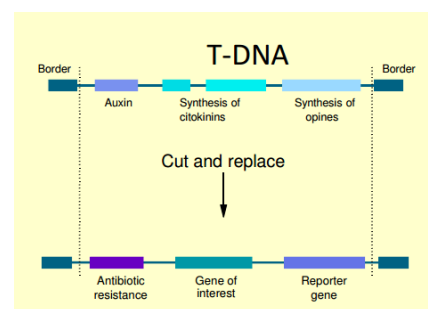 T-DNA
Border
Border
Auxin
Synthesis of
citokinins
Synthesis of
opines
Cut and replace
Antibiotic
resistance
Gene of
interest
Reporter
gene